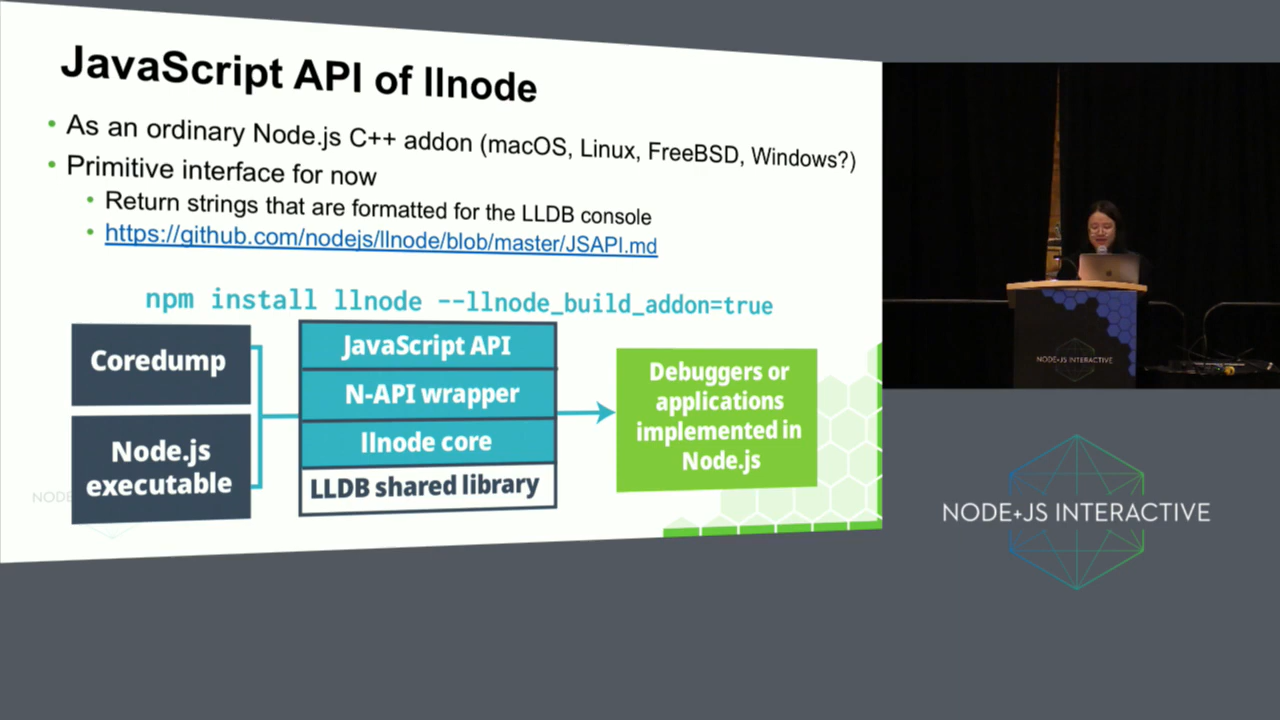 JavaScript API of llnode
• As an ordinary Node.js C++ addon (macOS, Linux, FreeBSD, Windows?)
• Primitive interface for now
• Return strings that are formatted for the LLDB console
• https://github.com/nodejs/llnode/blob/master/JSAPI.md
npm install llnode --llnode_build_addon=true
Coredump
Node.js
executable
JavaScript API
N-API wrapper
llnode core
LLDB shared library
Debuggers or
applications
implemented in
Node.js
NODE
NODE+JS INTERACTIVE
NODE+JS INTERACTIVE